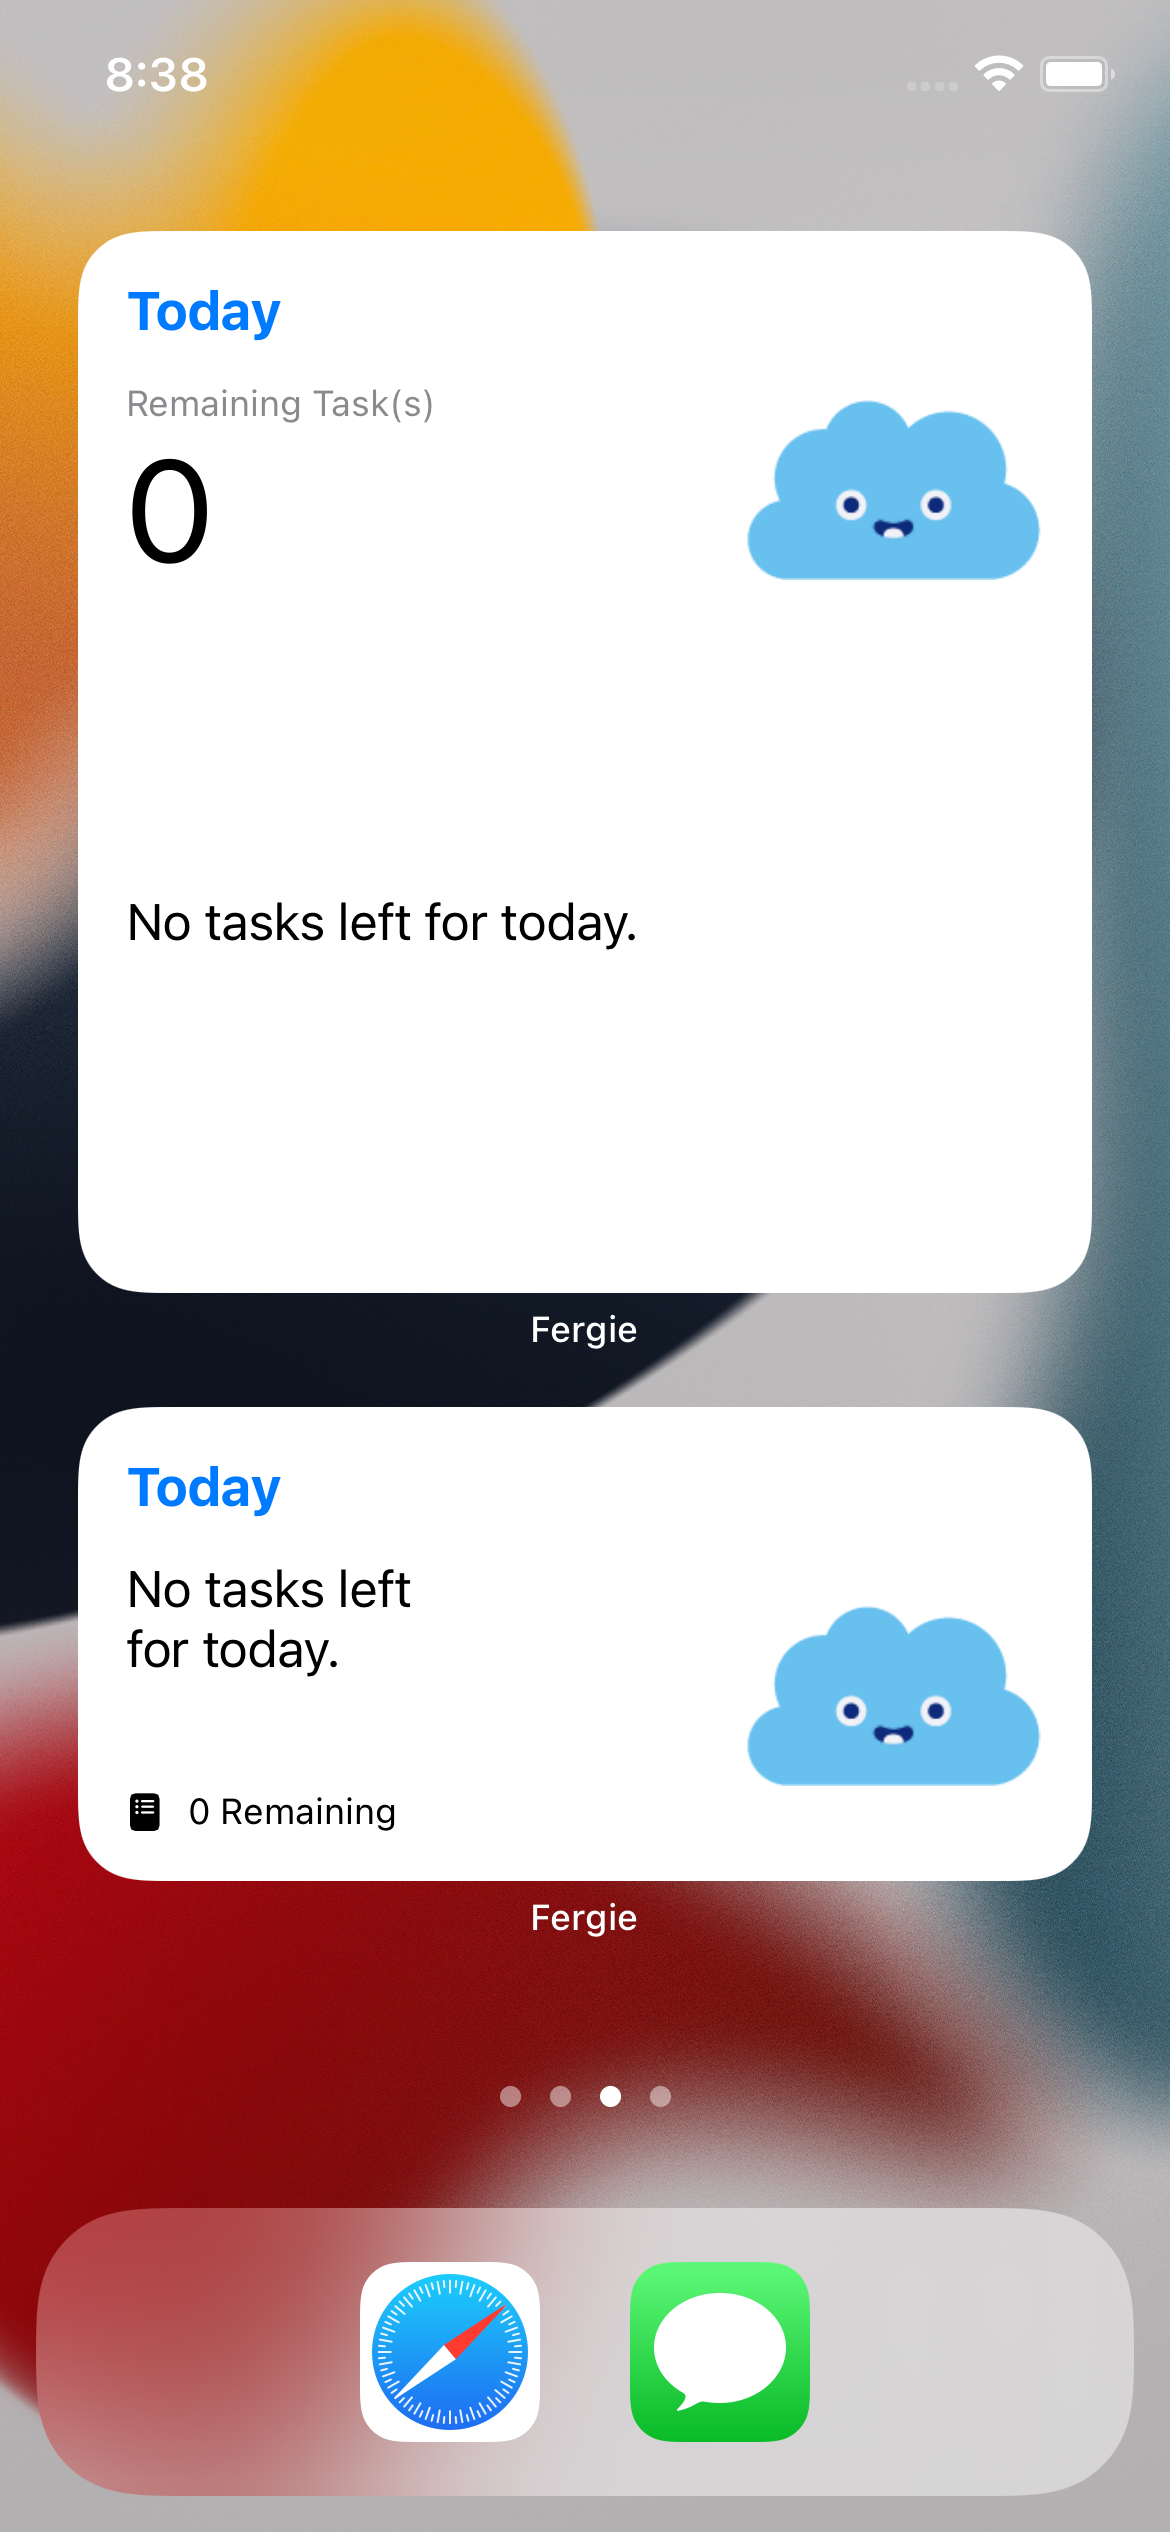 8:38
Today
Remaining Task(s)
0
No tasks left for today.
Fergie
Today
No tasks left
for today.
0 Remaining
Fergie